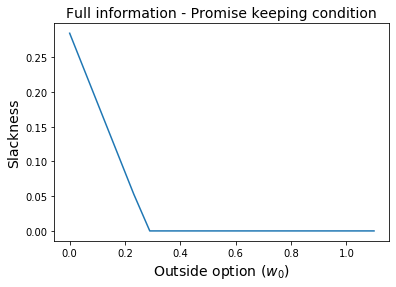 Full information - Promise keeping condition
Slackness
0.25
0.20
0.15
0.10
0.05
0.00
0.0 0.2 0.4 0.6 0.8 1.0
Outside option (w₀)